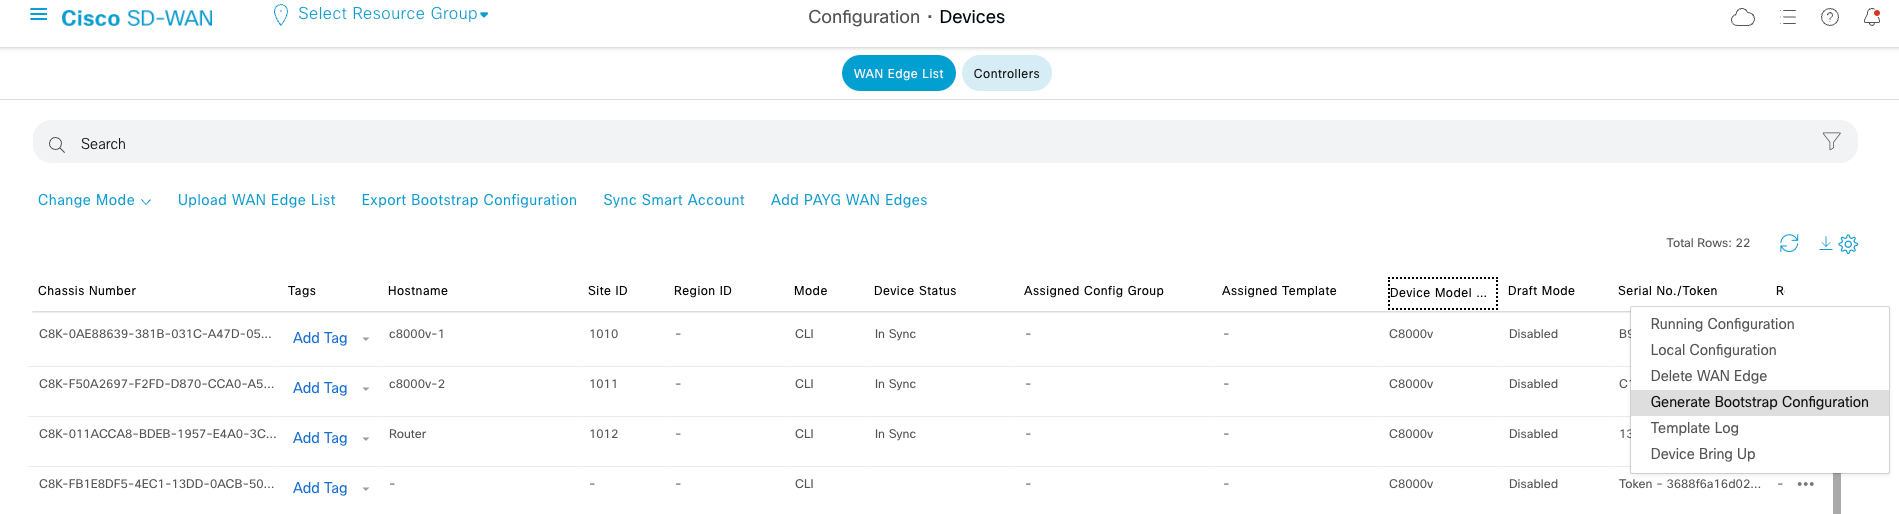 Cisco SD-WAN Select Resource Group Configuration · Devices
WAN Edge List Controllers
Search
Change Mode Upload WAN Edge List Export Bootstrap Configuration Sync Smart Account Add PAYG WAN Edges
Total Rows: 22
Chassis Number Tags Hostname Site ID Region ID Mode Device Status Assigned Config Group Assigned Template Device Model ... Draft Mode Serial No./Token R
C8K-0AE88639-381B-031C-A47D-05... Add Tag c8000v-1 1010 - CLI In Sync - - C8000v Disabled B9
C8K-F50A2697-F2FD-D870-CCA0-A5... Add Tag c8000v-2 1011 - CLI In Sync - - C8000v Disabled C1
C8K-011ACCA8-BDEB-1957-E4A0-3C... Add Tag Router 1012 - CLI In Sync - - C8000v Disabled 13
C8K-FB1E8DF5-4EC1-13DD-0ACB-50... Add Tag - - - CLI - - C8000v Disabled Token - 3688f6a16d02... - •••
Running Configuration
Local Configuration
Delete WAN Edge
Generate Bootstrap Configuration
Template Log
Device Bring Up